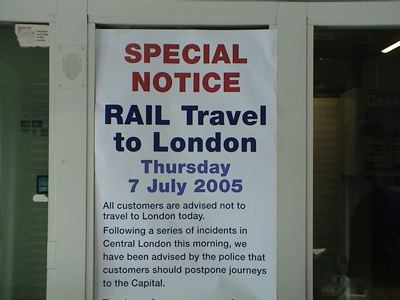 SPECIAL
NOTICE
RAIL Travel
to London
Thursday
7 July 2005
All customers are advised not to
travel to London today.
Following a series of incidents in
Central London this morning, we
have been advised by the police that
customers should postpone journeys
to the Capital.